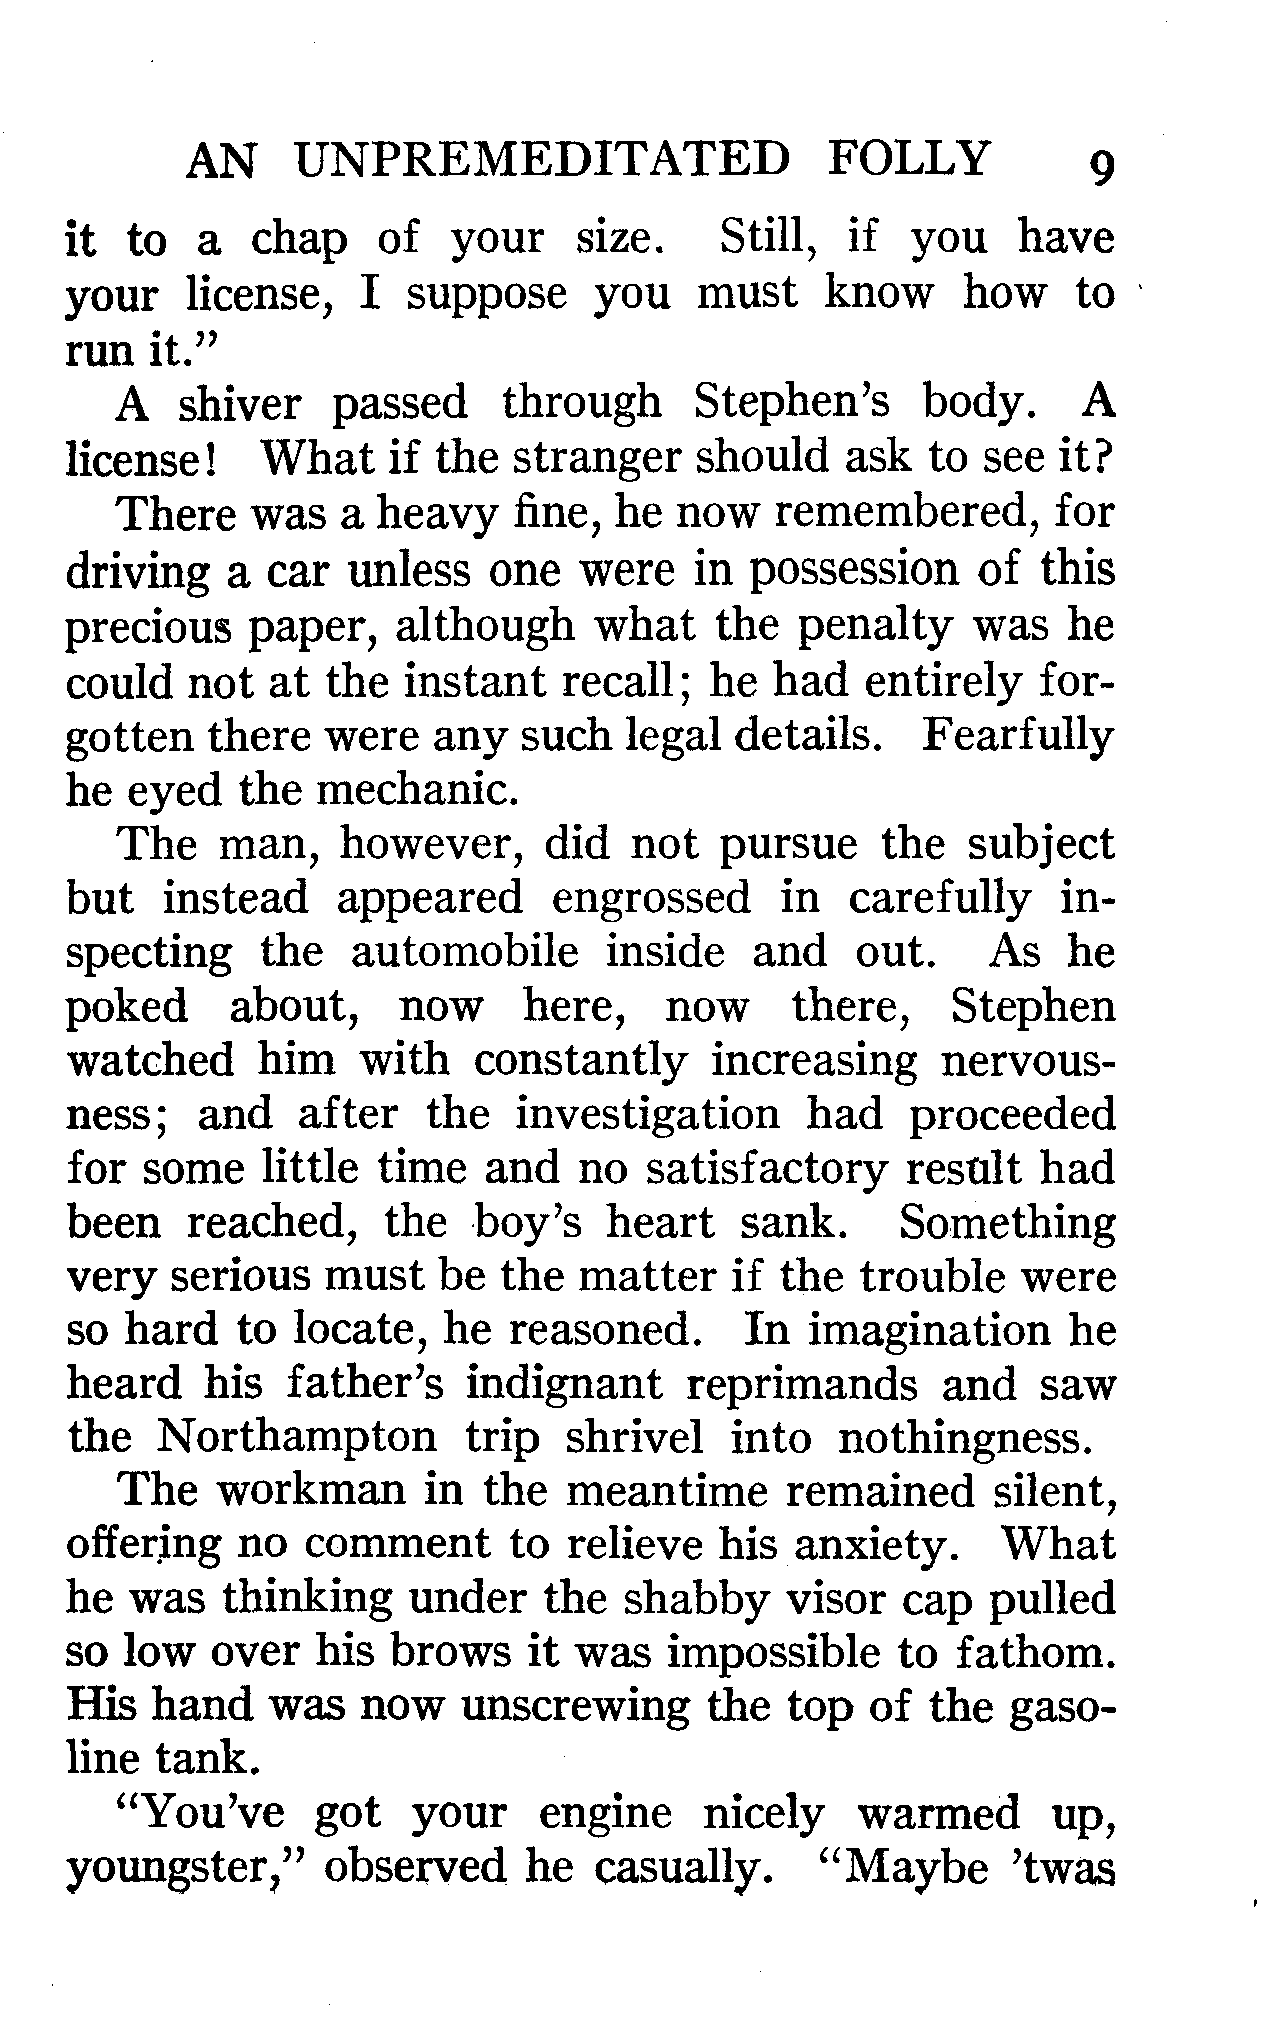 AN UNPREMEDITATED FOLLY 9
it to a chap of your size. Still, if you have
your license, I suppose you must know how to
run it.”
A shiver passed through Stephen’s body. A
license! What if the stranger should ask to see it?
There was a heavy fine, he now remembered, for
driving a car unless one were in possession of this
precious paper, although what the penalty was he
could not at the instant recall; he had entirely for-
gotten there were any such legal details. Fearfully
he eyed the mechanic.
The man, however, did not pursue the subject
but instead appeared engrossed in carefully in-
specting the automobile inside and out. As he
poked about, now here, now there, Stephen
watched him with constantly increasing nervous-
ness; and after the investigation had proceeded
for some little time and no satisfactory result had
been reached, the boy’s heart sank. Something
very serious must be the matter if the trouble were
so hard to locate, he reasoned. In imagination he
heard his father’s indignant reprimands and saw
the Northampton trip shrivel into nothingness.
The workman in the meantime remained silent,
offering no comment to relieve his anxiety. What
he was thinking under the shabby visor cap pulled
so low over his brows it was impossible to fathom.
His hand was now unscrewing the top of the gaso-
line tank.
“You’ve got your engine nicely warmed up,
youngster,” observed he casually. “Maybe ’twas